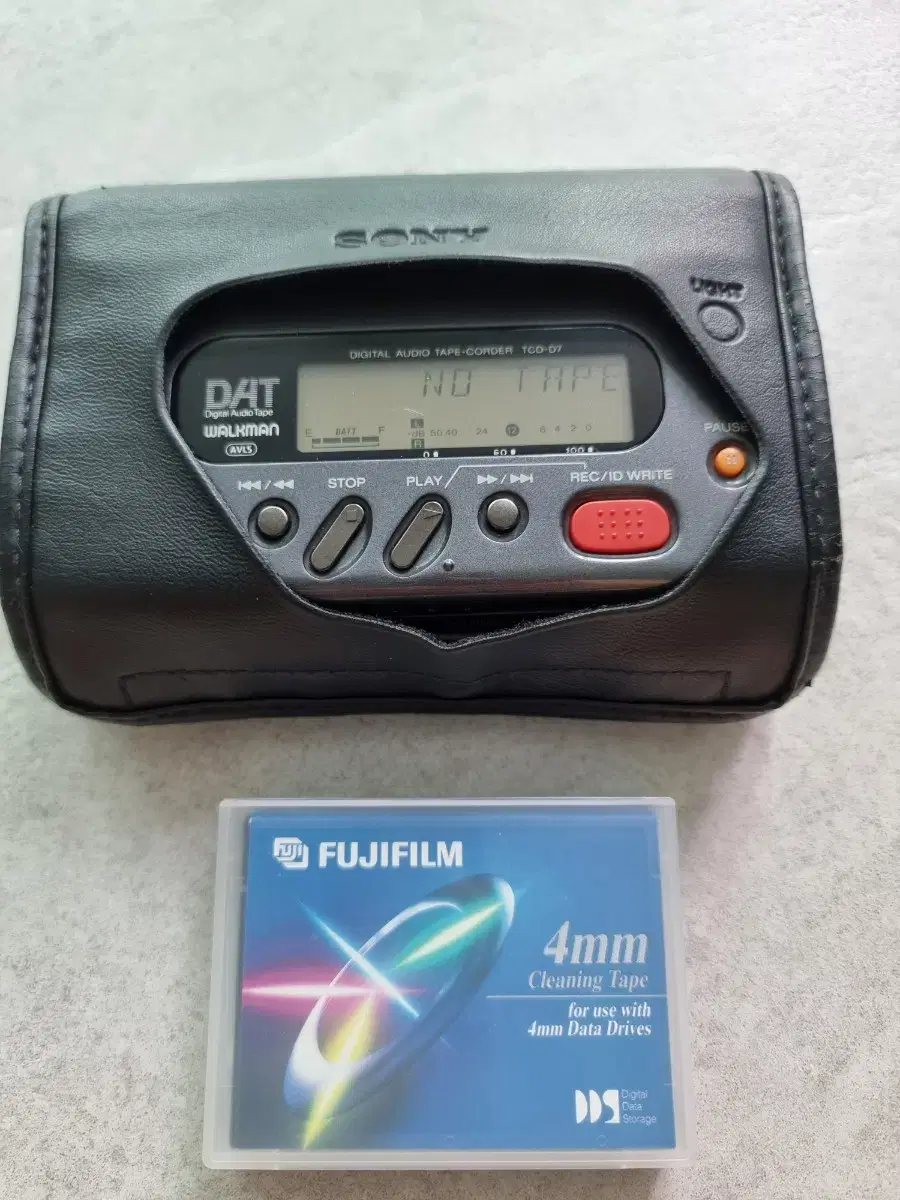 SONY
LIGHT
DIGITAL AUDIO TAPE-CORDER TCD-D7
NO TAPE
DAT
Digital Audio Tape
WALKMAN
AVLS
E BATT F
L
-dB 50 40 24 12 8 4 2 0
R
0 60 100
PAUSE
STOP PLAY REC/ID WRITE
FUJI FUJIFILM
4mm
Cleaning Tape
for use with
4mm Data Drives
DDS
Digital
Data
Storage